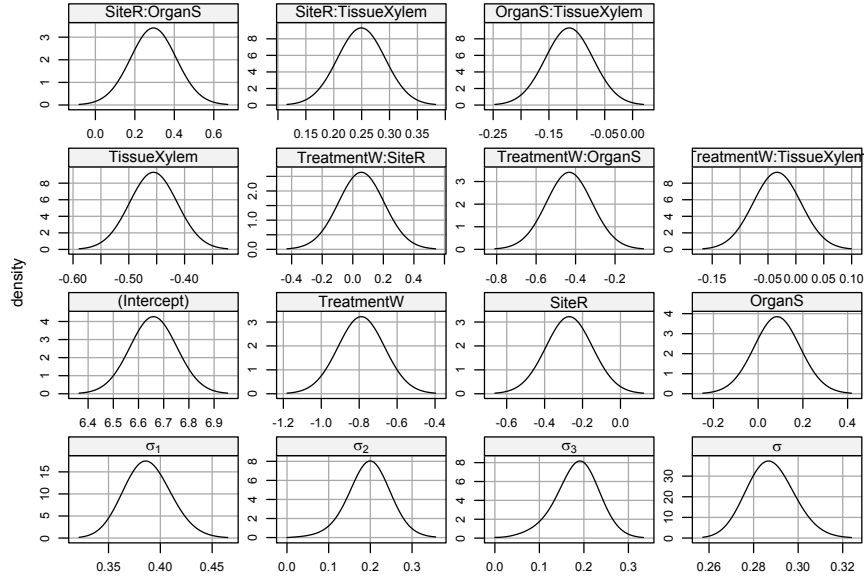 SiteR:OrganS SiteR:TissueXylem OrganS:TissueXylem
0 1 2 3 0 2 4 6 8 0 2 4 6 8
0.0 0.2 0.4 0.6 0.15 0.20 0.25 0.30 0.35 -0.25 -0.15 -0.05 0.00
TissueXylem TreatmentW:SiteR TreatmentW:OrganS TreatmentW:TissueXylem
0 2 4 6 8 0.0 1.0 2.0 0 1 2 3 0 2 4 6 8
-0.60 -0.50 -0.40 -0.4 -0.2 0.0 0.2 0.4 -0.8 -0.6 -0.4 -0.2 -0.15 -0.05 0.00 0.05 0.10
density
(Intercept) TreatmentW SiteR OrganS
0 1 2 3 4 0 1 2 3 0 1 2 3 0 1 2 3 4
6.4 6.5 6.6 6.7 6.8 6.9 -1.2 -1.0 -0.8 -0.6 -0.4 -0.6 -0.4 -0.2 0.0 -0.2 0.0 0.2 0.4
σ1 σ2 σ3 σ
0 5 10 15 0 2 4 6 8 0 2 4 6 8 0 10 20 30
0.35 0.40 0.45 0.0 0.1 0.2 0.3 0.0 0.1 0.2 0.3 0.26 0.28 0.30 0.32